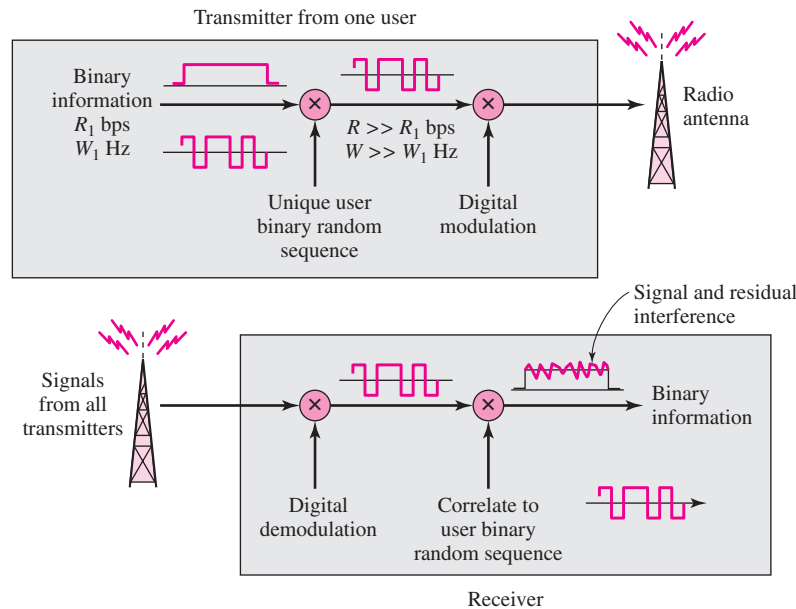 Transmitter from one user
Binary
information
R1 bps
W1 Hz
×
R >> R1 bps
W >> W1 Hz
×
Unique user
binary random
sequence
Digital
modulation
Radio
antenna
Signal and residual
interference
Signals
from all
transmitters
×
×
Binary
information
Digital
demodulation
Correlate to
user binary
random sequence
Receiver